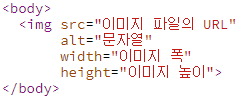 <body>
<img src="이미지 파일의 URL"
alt="문자열"
width="이미지 폭"
height="이미지 높이">
</body>